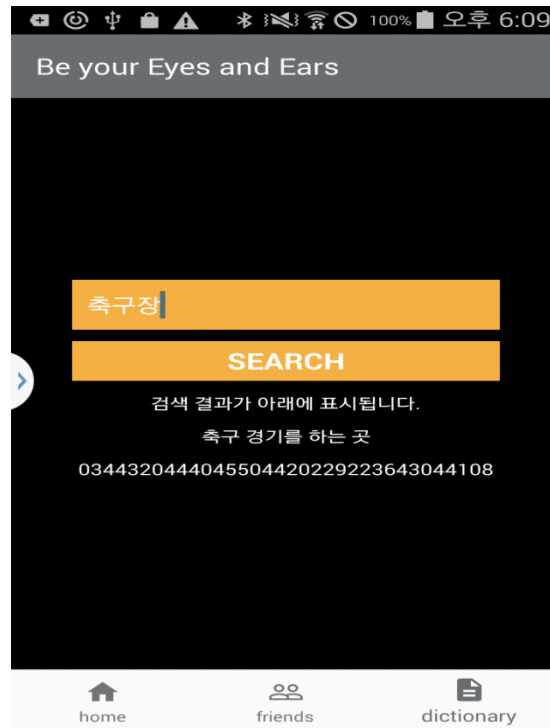 100% 오후 6:09
Be your Eyes and Ears
축구장
SEARCH
검색 결과가 아래에 표시됩니다.
축구 경기를 하는 곳
03443204440455044202292236430​44108
home friends dictionary